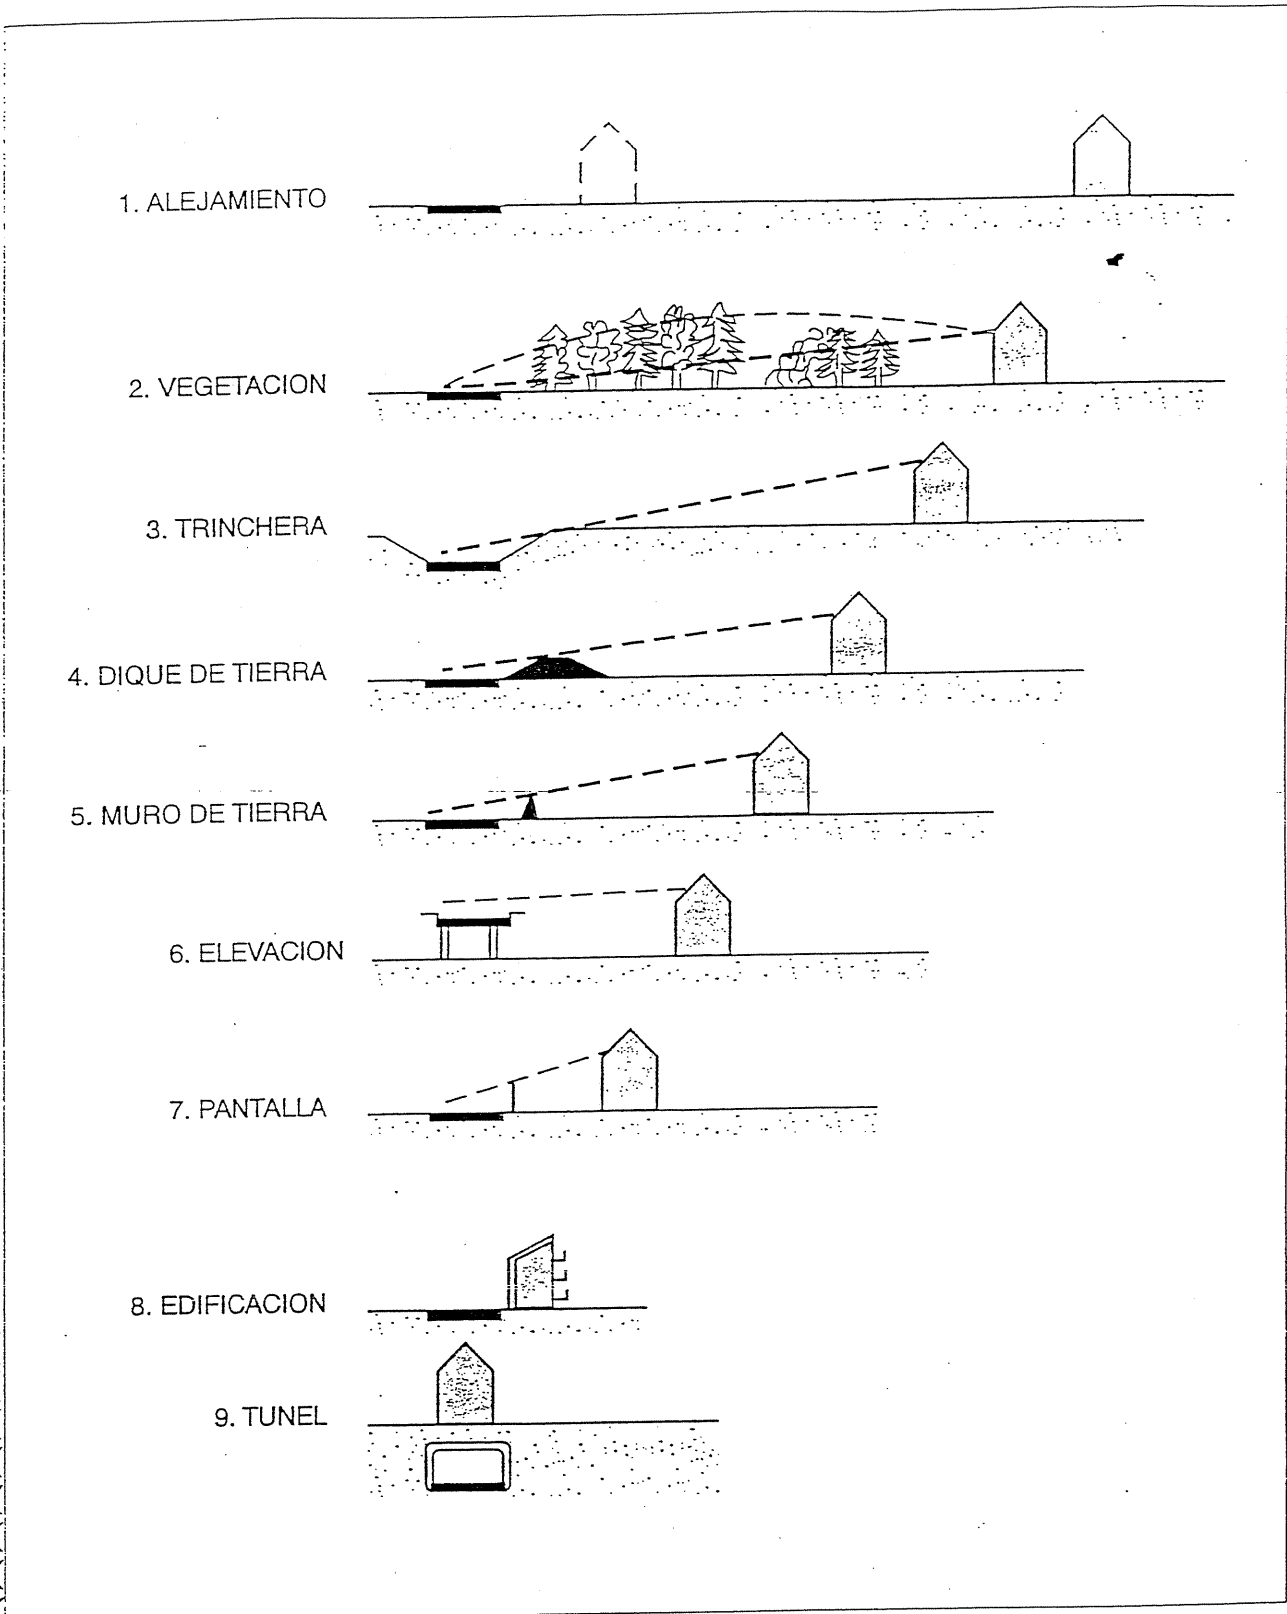 1. ALEJAMIENTO
2. VEGETACION
3. TRINCHERA
4. DIQUE DE TIERRA
5. MURO DE TIERRA
6. ELEVACION
7. PANTALLA
8. EDIFICACION
9. TUNEL